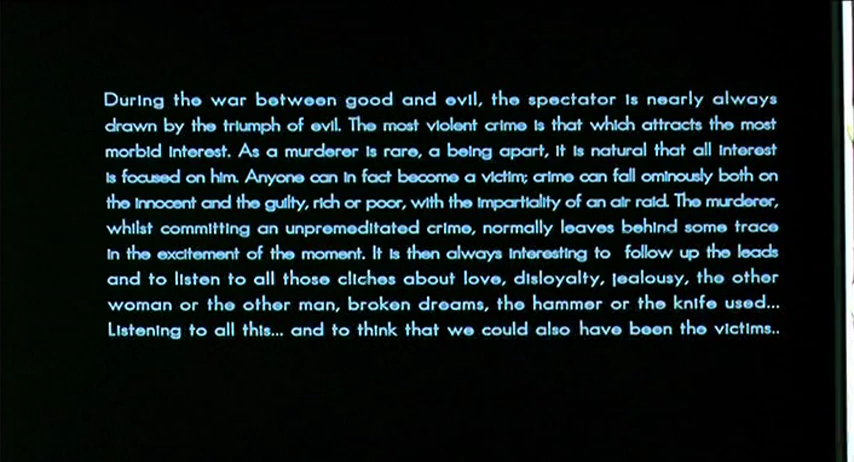 During the war between good and evil, the spectator is nearly always
drawn by the triumph of evil. The most violent crime is that which attracts the most
morbid interest. As a murderer is rare, a being apart, it is natural that all interest
is focused on him. Anyone can in fact become a victim; crime can fall ominously both on
the innocent and the guilty, rich or poor, with the impartiality of an air raid. The murderer,
whilst committing an unpremeditated crime, normally leaves behind some trace
in the excitement of the moment. It is then always interesting to follow up the leads
and to listen to all those cliches about love, disloyalty, jealousy, the other
woman or the other man, broken dreams, the hammer or the knife used...
Listening to all this... and to think that we could also have been the victims..